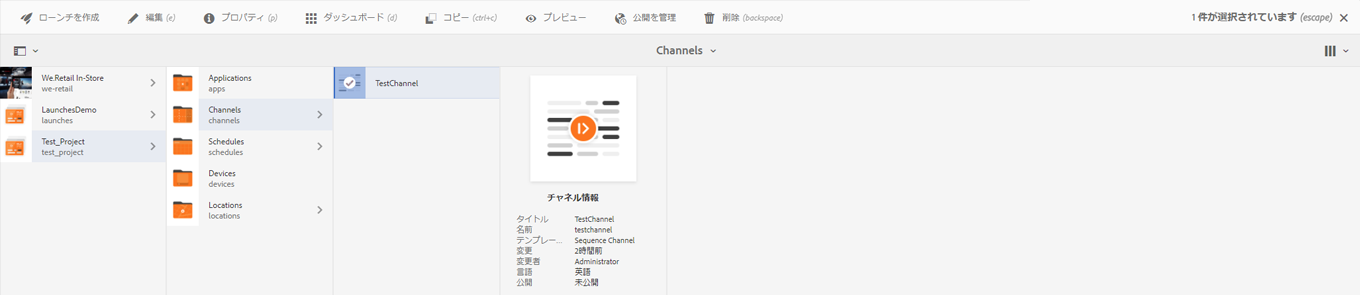 ローンチを作成 編集 (e) プロパティ (p) ダッシュボード (d) コピー (ctrl+c) プレビュー 公開を管理 削除 (backspace) 1 件が選択されています (escape)
Channels
We.Retail In-Store
we-retail
LaunchesDemo
launches
Test_Project
test_project
Applications
apps
Channels
channels
Schedules
schedules
Devices
devices
Locations
locations
TestChannel
チャネル情報
タイトル TestChannel
名前 testchannel
テンプレー... Sequence Channel
変更 2時間前
変更者 Administrator
言語 英語
公開 未公開